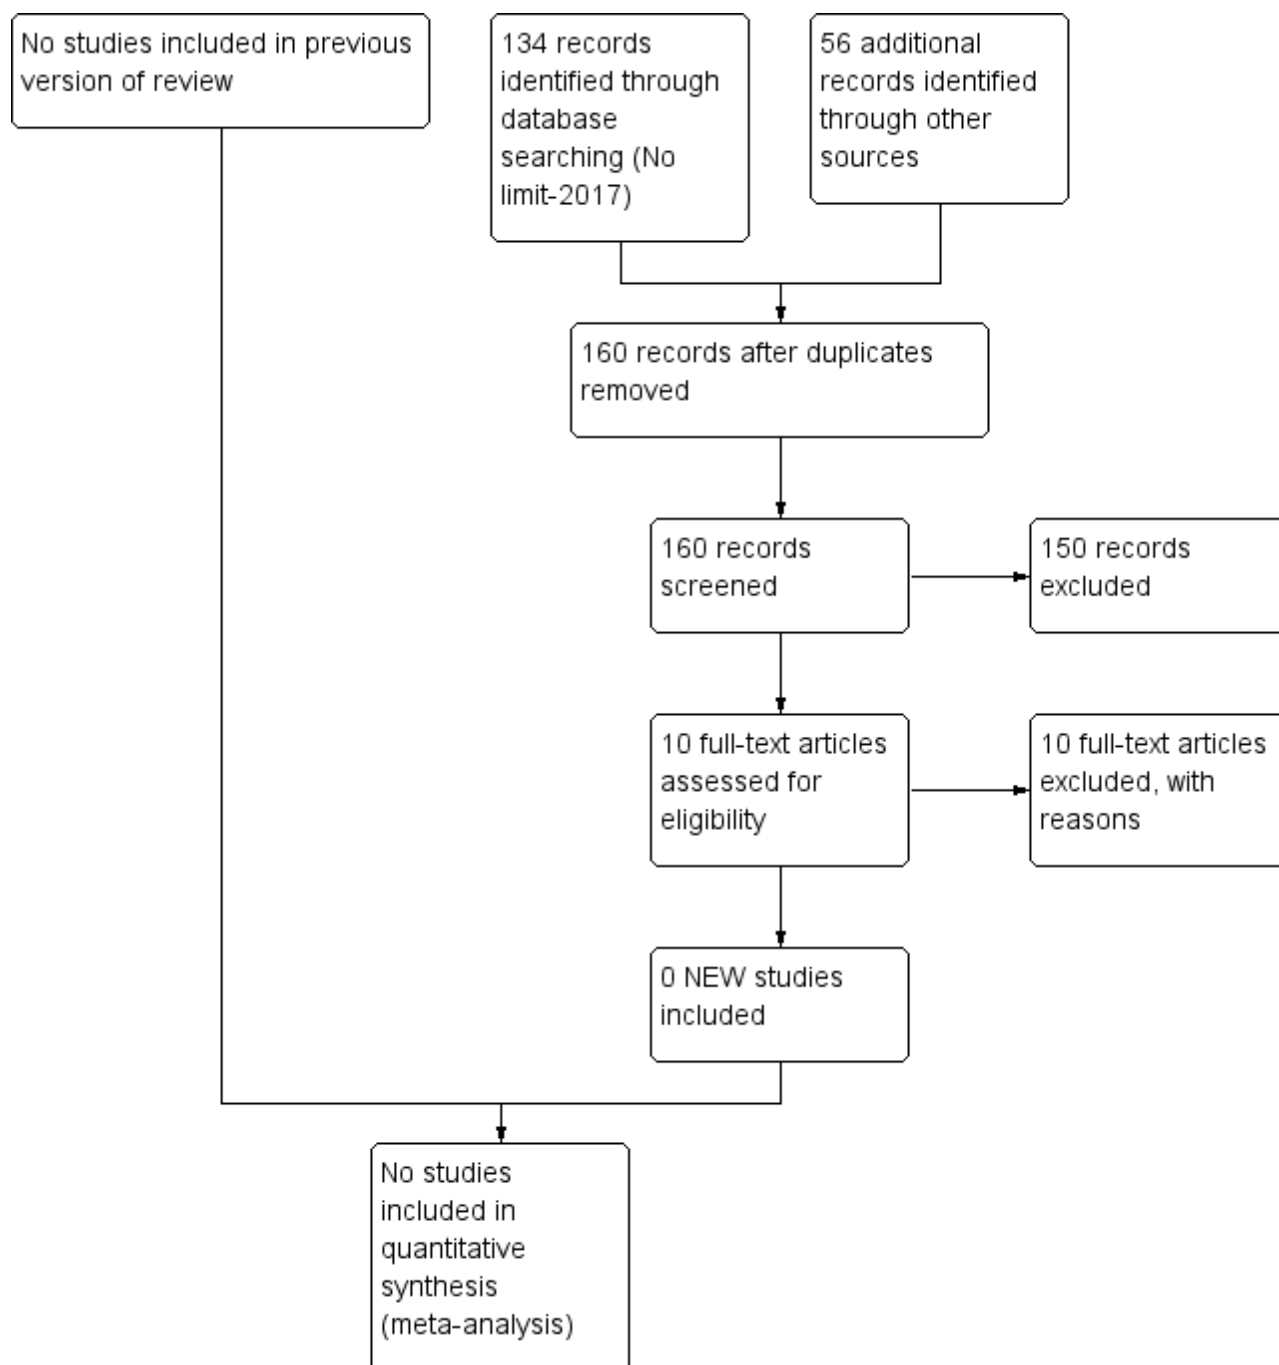 No studies included in previous
version of review
134 records
identified through
database
searching (No
limit-2017)
56 additional
records identified
through other
sources
160 records after duplicates
removed
160 records
screened
150 records
excluded
10 full-text articles
assessed for
eligibility
10 full-text articles
excluded, with
reasons
0 NEW studies
included
No studies
included in
quantitative
synthesis
(meta-analysis)